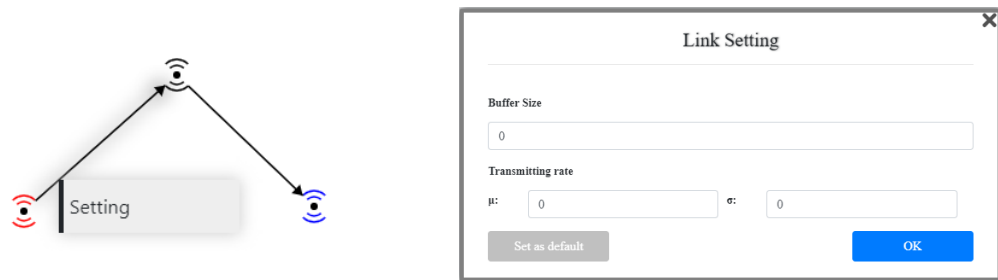 Setting
Link Setting
Buffer Size
0
Transmitting rate
μ: 0 σ: 0
Set as default OK